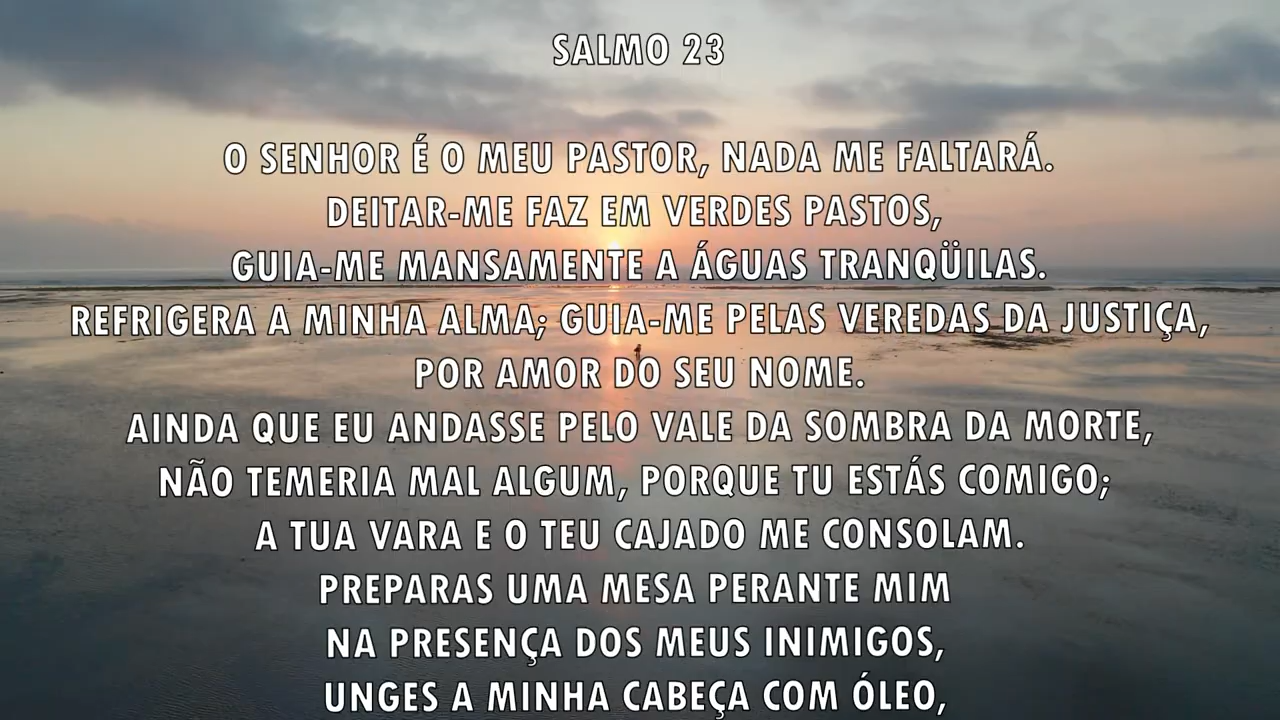 SALMO 23
O SENHOR É O MEU PASTOR, NADA ME FALTARÁ.
DEITAR-ME FAZ EM VERDES PASTOS,
GUIA-ME MANSAMENTE A ÁGUAS TRANQÜILAS.
REFRIGERA A MINHA ALMA; GUIA-ME PELAS VEREDAS DA JUSTIÇA,
POR AMOR DO SEU NOME.
AINDA QUE EU ANDASSE PELO VALE DA SOMBRA DA MORTE,
NÃO TEMERIA MAL ALGUM, PORQUE TU ESTÁS COMIGO;
A TUA VARA E O TEU CAJADO ME CONSOLAM.
PREPARAS UMA MESA PERANTE MIM
NA PRESENÇA DOS MEUS INIMIGOS,
UNGES A MINHA CABEÇA COM ÓLEO,